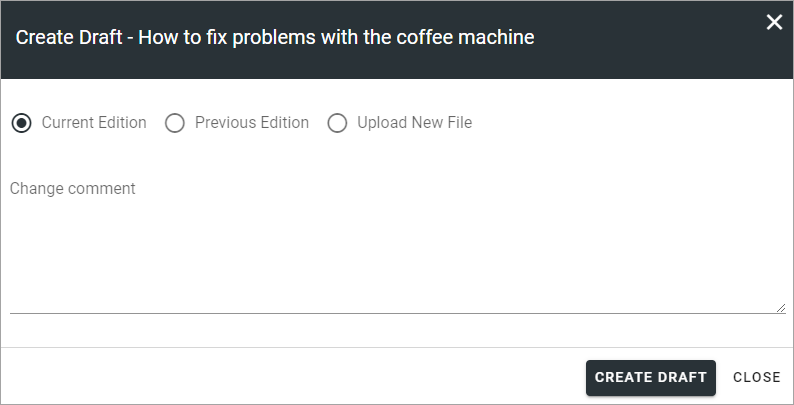 Create Draft - How to fix problems with the coffee machine
Current Edition Previous Edition Upload New File
Change comment
CREATE DRAFT CLOSE